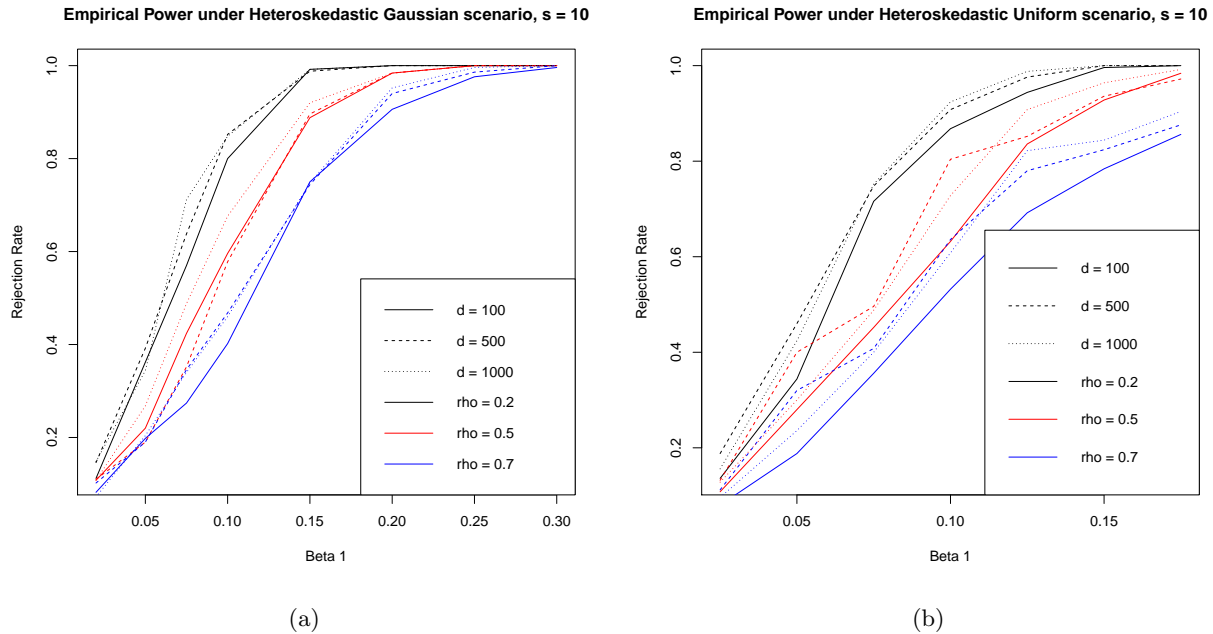 Empirical Power under Heteroskedastic Gaussian scenario, s = 10
Rejection Rate
0.2
0.4
0.6
0.8
1.0
0.05
0.10
0.15
0.20
0.25
0.30
Beta 1
d = 100
d = 500
d = 1000
rho = 0.2
rho = 0.5
rho = 0.7
(a)
Empirical Power under Heteroskedastic Uniform scenario, s = 10
Rejection Rate
0.2
0.4
0.6
0.8
1.0
0.05
0.10
0.15
Beta 1
d = 100
d = 500
d = 1000
rho = 0.2
rho = 0.5
rho = 0.7
(b)